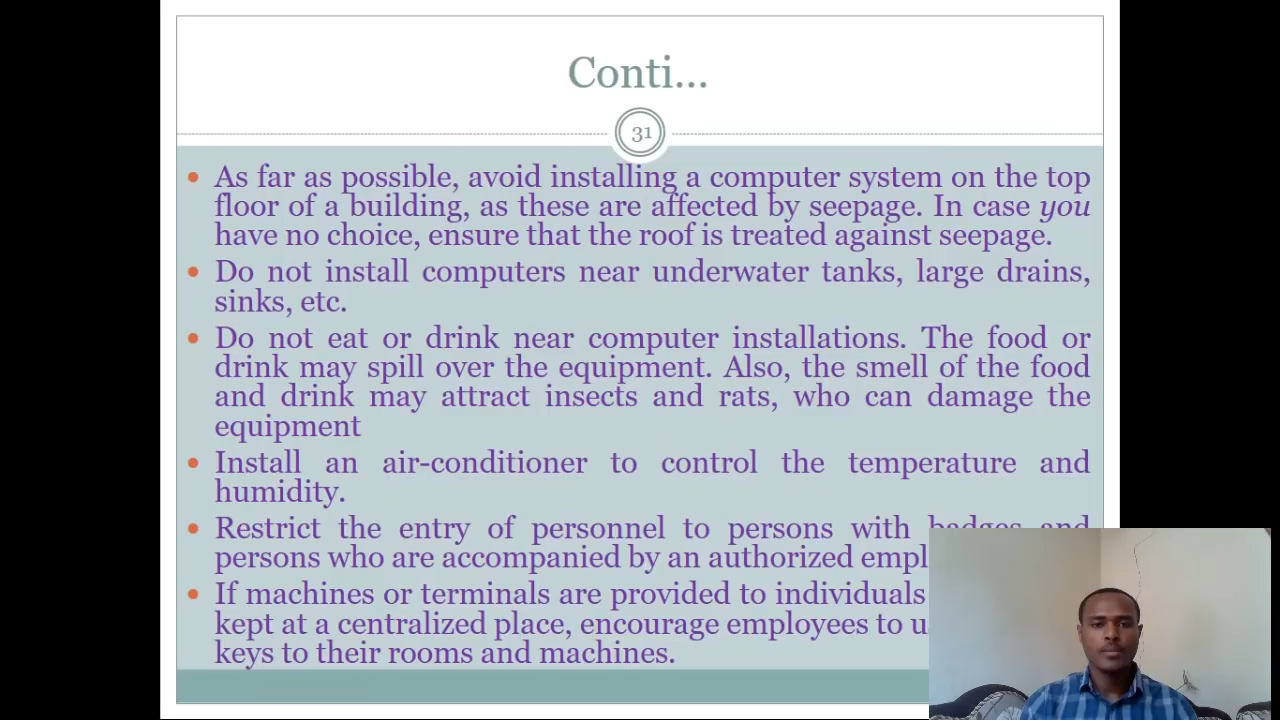 Conti...
31
As far as possible, avoid installing a computer system on the top
floor of a building, as these are affected by seepage. In case you
have no choice, ensure that the roof is treated against seepage.
Do not install computers near underwater tanks, large drains,
sinks, etc.
Do not eat or drink near computer installations. The food or
drink may spill over the equipment. Also, the smell of the food
and drink may attract insects and rats, who can damage the
equipment
Install an air-conditioner to control the temperature and
humidity.
Restrict the entry of personnel to persons with badges and
persons who are accompanied by an authorized
If machines or terminals are provided to individuals
kept at a centralized place, encourage employees to
keys to their rooms and machines.